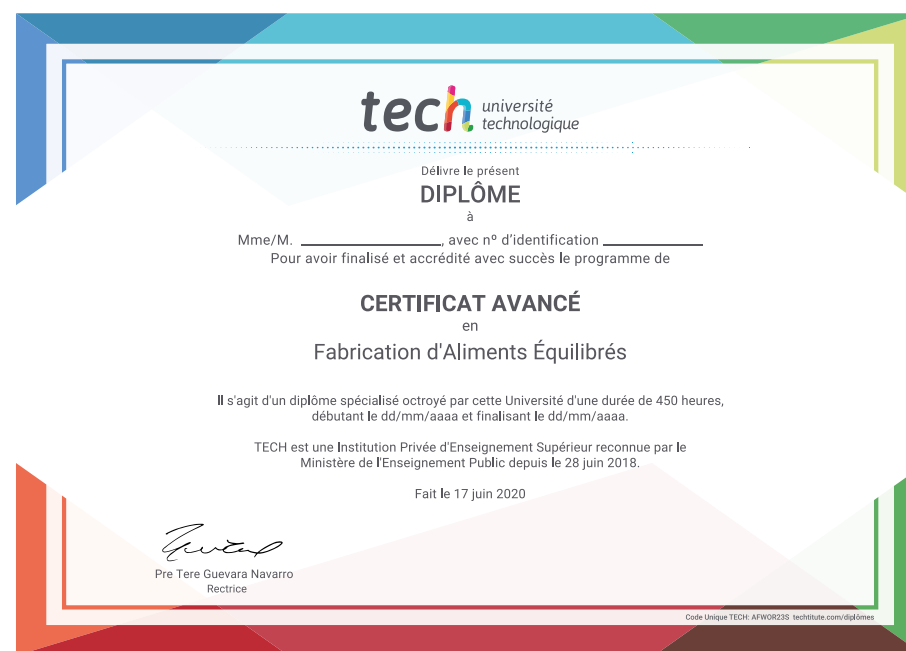 tech université
technologique
Délivre le présent
DIPLÔME
à
Mme/M. ____________________, avec nº d'identification ______________
Pour avoir finalisé et accrédité avec succès le programme de
CERTIFICAT AVANCÉ
en
Fabrication d'Aliments Équilibrés
Il s'agit d'un diplôme spécialisé octroyé par cette Université d'une durée de 450 heures,
débutant le dd/mm/aaaa et finalisant le dd/mm/aaaa.
TECH est une Institution Privée d'Enseignement Supérieur reconnue par le
Ministère de l'Enseignement Public depuis le 28 juin 2018.
Fait le 17 juin 2020
Pre Tere Guevara Navarro
Rectrice
Code Unique TECH: AFWOR23S techtitute.com/diplômes